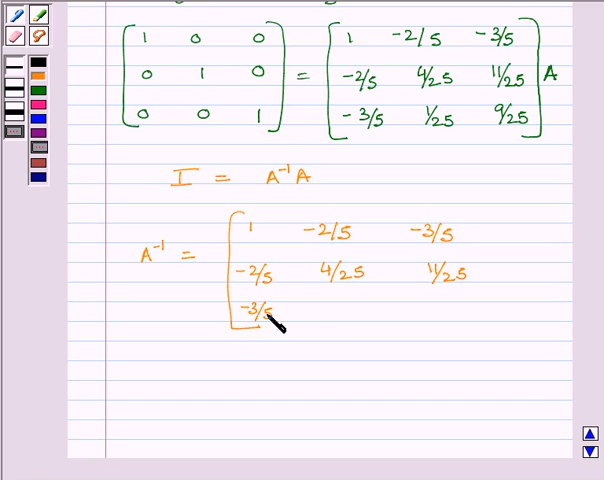 1 0 0 1 -2/5 -3/5
0 1 0 = -2/5 4/25 11/25 A
0 0 1 -3/5 1/25 9/25
I = A⁻¹ A
1 -2/5 -3/5
A⁻¹ = -2/5 4/25 11/25
-3/5